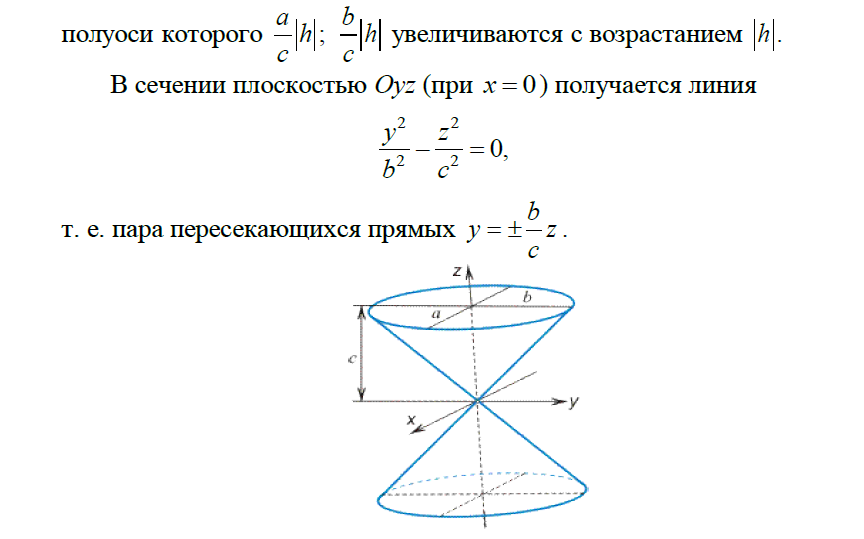 полуоси которого a/c |h|; b/c |h| увеличиваются с возрастанием |h|.
В сечении плоскостью Oyz (при x = 0) получается линия
y²/b² − z²/c² = 0,
т. е. пара пересекающихся прямых y = ± b/c z .
z
b
a
c
y
x